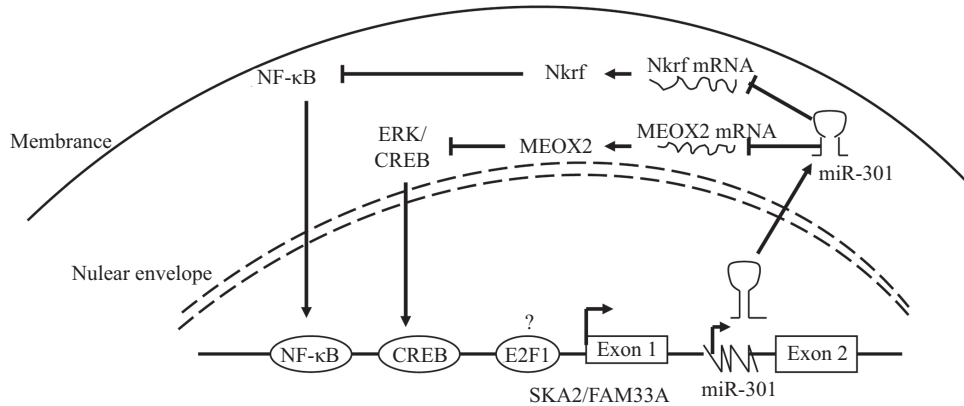 NF-κB
Nkrf
Nkrf mRNA
Membrance
ERK/
CREB
MEOX2
MEOX2 mRNA
miR-301
Nulear envelope
?
NF-κB
CREB
E2F1
Exon 1
Exon 2
SKA2/FAM33A
miR-301